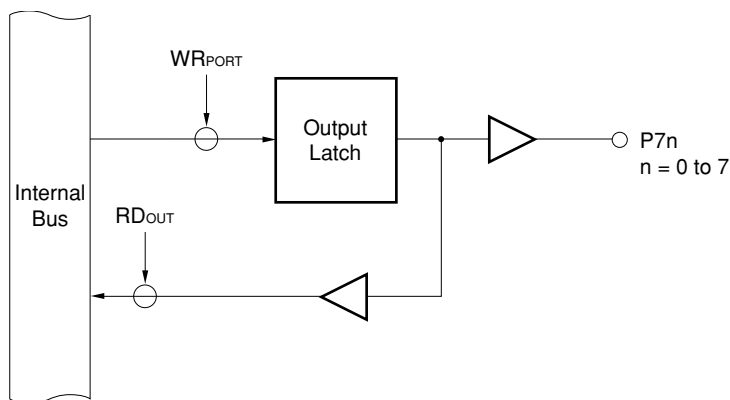 WRPORT
Output
Latch
P7n
n = 0 to 7
Internal
Bus
RDOUT